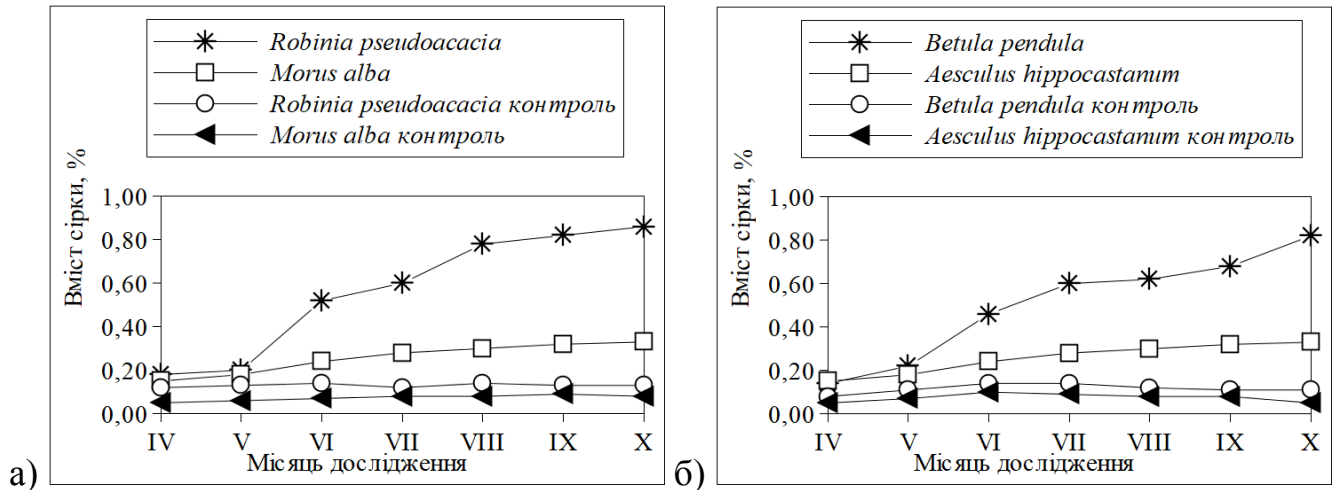 Robinia pseudoacacia
Morus alba
Robinia pseudoacacia контроль
Morus alba контроль
Вміст сірки, %
1,00
0,80
0,60
0,40
0,20
0,00
IV V VI VII VIII IX X
Місяць дослідження
а)
Betula pendula
Aesculus hippocastanum
Betula pendula контроль
Aesculus hippocastanum контроль
Вміст сірки, %
1,00
0,80
0,60
0,40
0,20
0,00
IV V VI VII VIII IX X
Місяць дослідження
б)